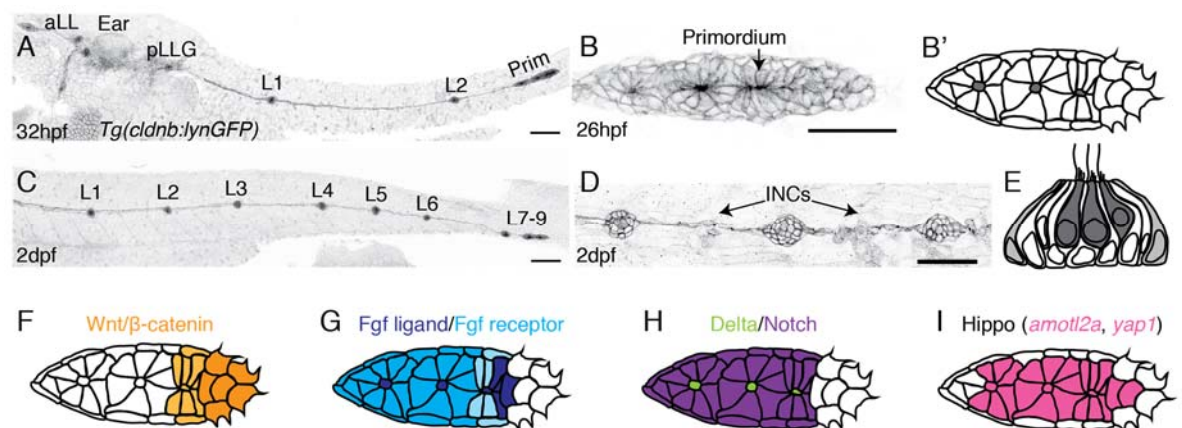 A
aLL
Ear
pLLG
L1
L2
Prim
32hpf
Tg(cldnb:lynGFP)
B
Primordium
26hpf
B'
C
L1
L2
L3
L4
L5
L6
L7-9
2dpf
D
INCs
2dpf
E
F
Wnt/β-catenin
G
Fgf ligand/Fgf receptor
H
Delta/Notch
I
Hippo (amotl2a, yap1)